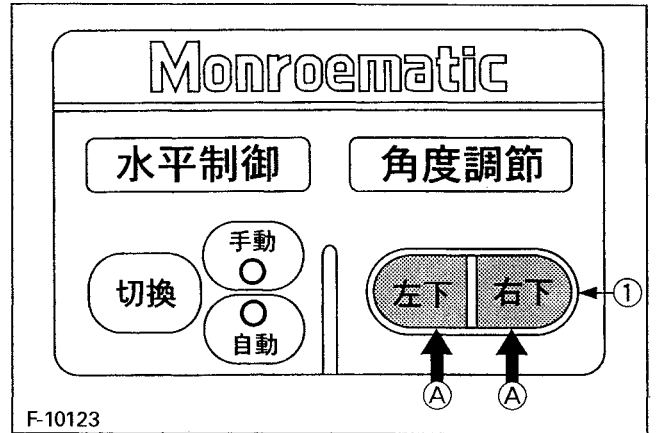 Monroematic
水平制御 角度調節
手動
切換
自動
左下 右下 ①
Ⓐ Ⓐ
F-10123